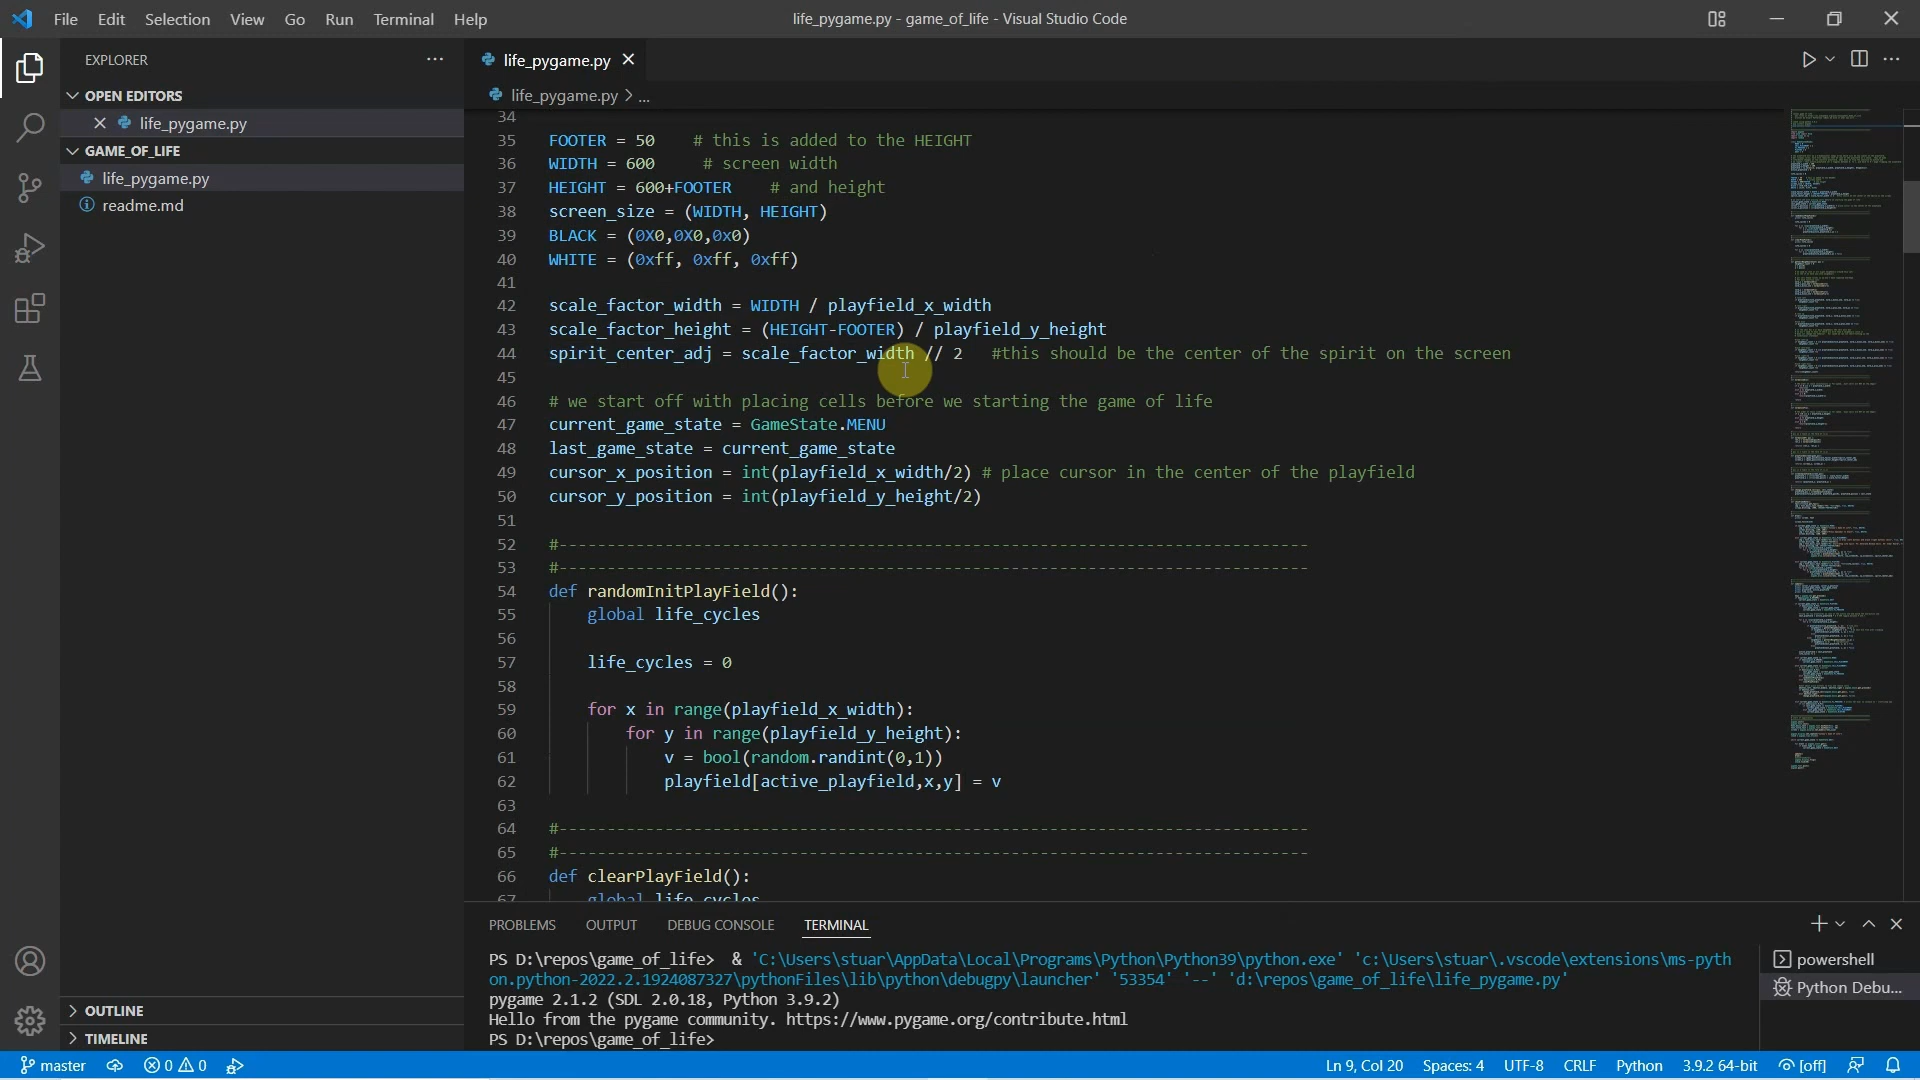 File Edit Selection View Go Run Terminal Help
life_pygame.py - game_of_life - Visual Studio Code
EXPLORER
OPEN EDITORS
life_pygame.py
GAME_OF_LIFE
life_pygame.py
readme.md
OUTLINE
TIMELINE
life_pygame.py
life_pygame.py > ...
34
35 FOOTER = 50    # this is added to the HEIGHT
36 WIDTH = 600     # screen width
37 HEIGHT = 600+FOOTER    # and height
38 screen_size = (WIDTH, HEIGHT)
39 BLACK = (0X0,0X0,0x0)
40 WHITE = (0xff, 0xff, 0xff)
41
42 scale_factor_width = WIDTH / playfield_x_width
43 scale_factor_height = (HEIGHT-FOOTER) / playfield_y_height
44 spirit_center_adj = scale_factor_width // 2   #this should be the center of the spirit on the screen
45
46 # we start off with placing cells before we starting the game of life
47 current_game_state = GameState.MENU
48 last_game_state = current_game_state
49 cursor_x_position = int(playfield_x_width/2) # place cursor in the center of the playfield
50 cursor_y_position = int(playfield_y_height/2)
51
52 #------------------------------------------------------------------------------
53 #------------------------------------------------------------------------------
54 def randomInitPlayField():
55     global life_cycles
56
57     life_cycles = 0
58
59     for x in range(playfield_x_width):
60         for y in range(playfield_y_height):
61             v = bool(random.randint(0,1))
62             playfield[active_playfield,x,y] = v
63
64 #------------------------------------------------------------------------------
65 #------------------------------------------------------------------------------
66 def clearPlayField():
67     global life_cycles
PROBLEMS OUTPUT DEBUG CONSOLE TERMINAL
PS D:\repos\game_of_life>  & 'C:\Users\stuar\AppData\Local\Programs\Python\Python39\python.exe' 'c:\Users\stuar\.vscode\extensions\ms-pyth
on.python-2022.2.1924087327\pythonFiles\lib\python\debugpy\launcher' '53354' '--' 'd:\repos\game_of_life\life_pygame.py'
pygame 2.1.2 (SDL 2.0.18, Python 3.9.2)
Hello from the pygame community. https://www.pygame.org/contribute.html
PS D:\repos\game_of_life>
powershell
Python Debu...
master 0 0 Ln 9, Col 20 Spaces: 4 UTF-8 CRLF Python 3.9.2 64-bit [off]